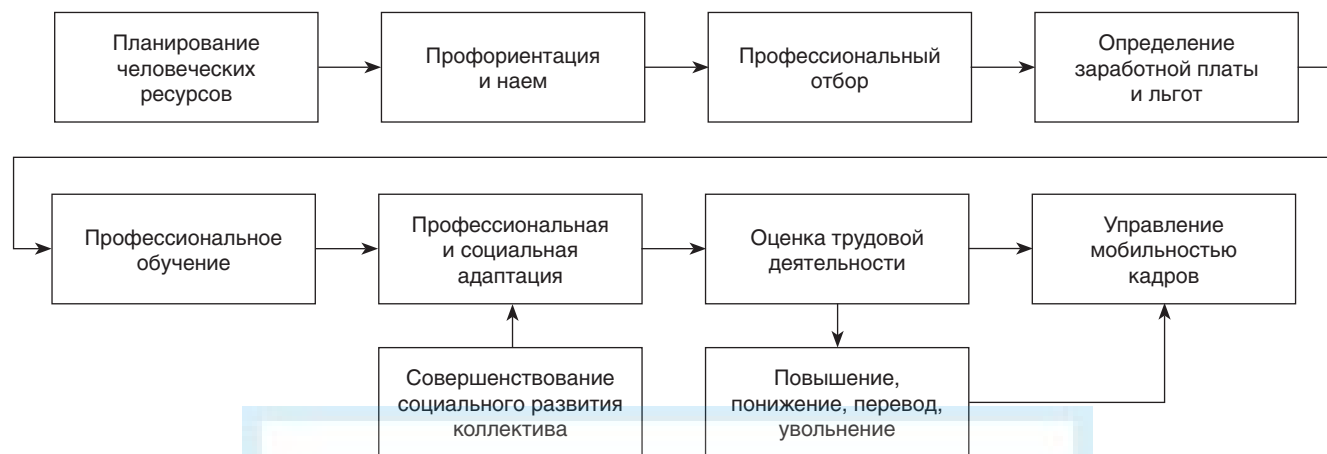 Планирование
человеческих
ресурсов
Профориентация
и наем
Профессиональный
отбор
Определение
заработной платы
и льгот
Профессиональное
обучение
Профессиональная
и социальная
адаптация
Оценка трудовой
деятельности
Управление
мобильностью
кадров
Совершенствование
социального развития
коллектива
Повышение,
понижение, перевод,
увольнение